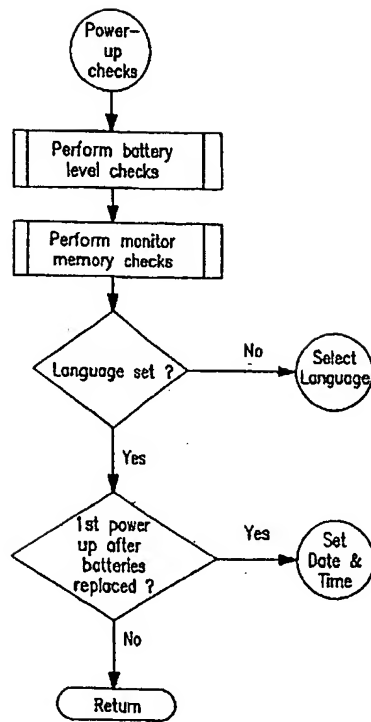 Power-
up
checks
Perform battery
level checks
Perform monitor
memory checks
Language set ?
No
Select
Language
Yes
1st power
up after
batteries
replaced ?
Yes
Set
Date &
Time
No
Return